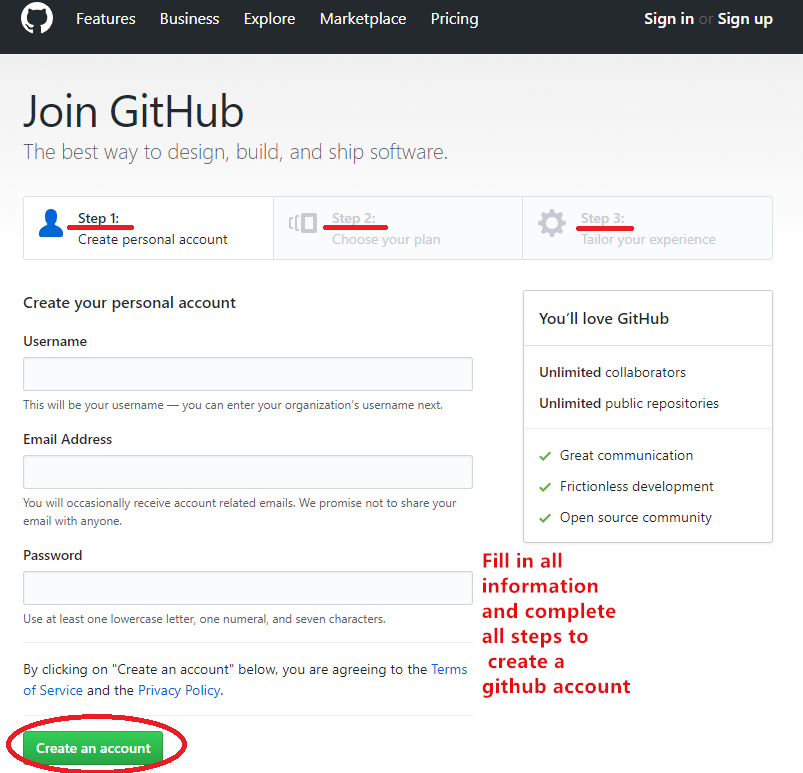 Features Business Explore Marketplace Pricing Sign in or Sign up
Join GitHub
The best way to design, build, and ship software.
Step 1:
Create personal account
Step 2:
Choose your plan
Step 3:
Tailor your experience
Create your personal account
Username
This will be your username — you can enter your organization's username next.
Email Address
You will occasionally receive account related emails. We promise not to share your
email with anyone.
Password
Use at least one lowercase letter, one numeral, and seven characters.
By clicking on "Create an account" below, you are agreeing to the Terms
of Service and the Privacy Policy.
Create an account
You'll love GitHub
Unlimited collaborators
Unlimited public repositories
Great communication
Frictionless development
Open source community
Fill in all
information
and complete
all steps to
create a
github account